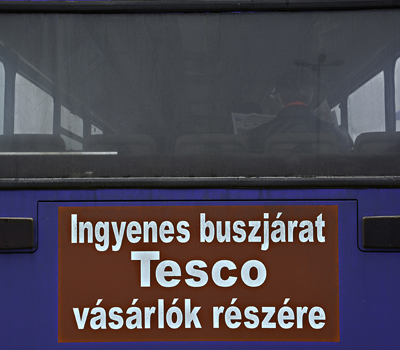 Ingyenes buszjárat
Tesco
vásárlók részére